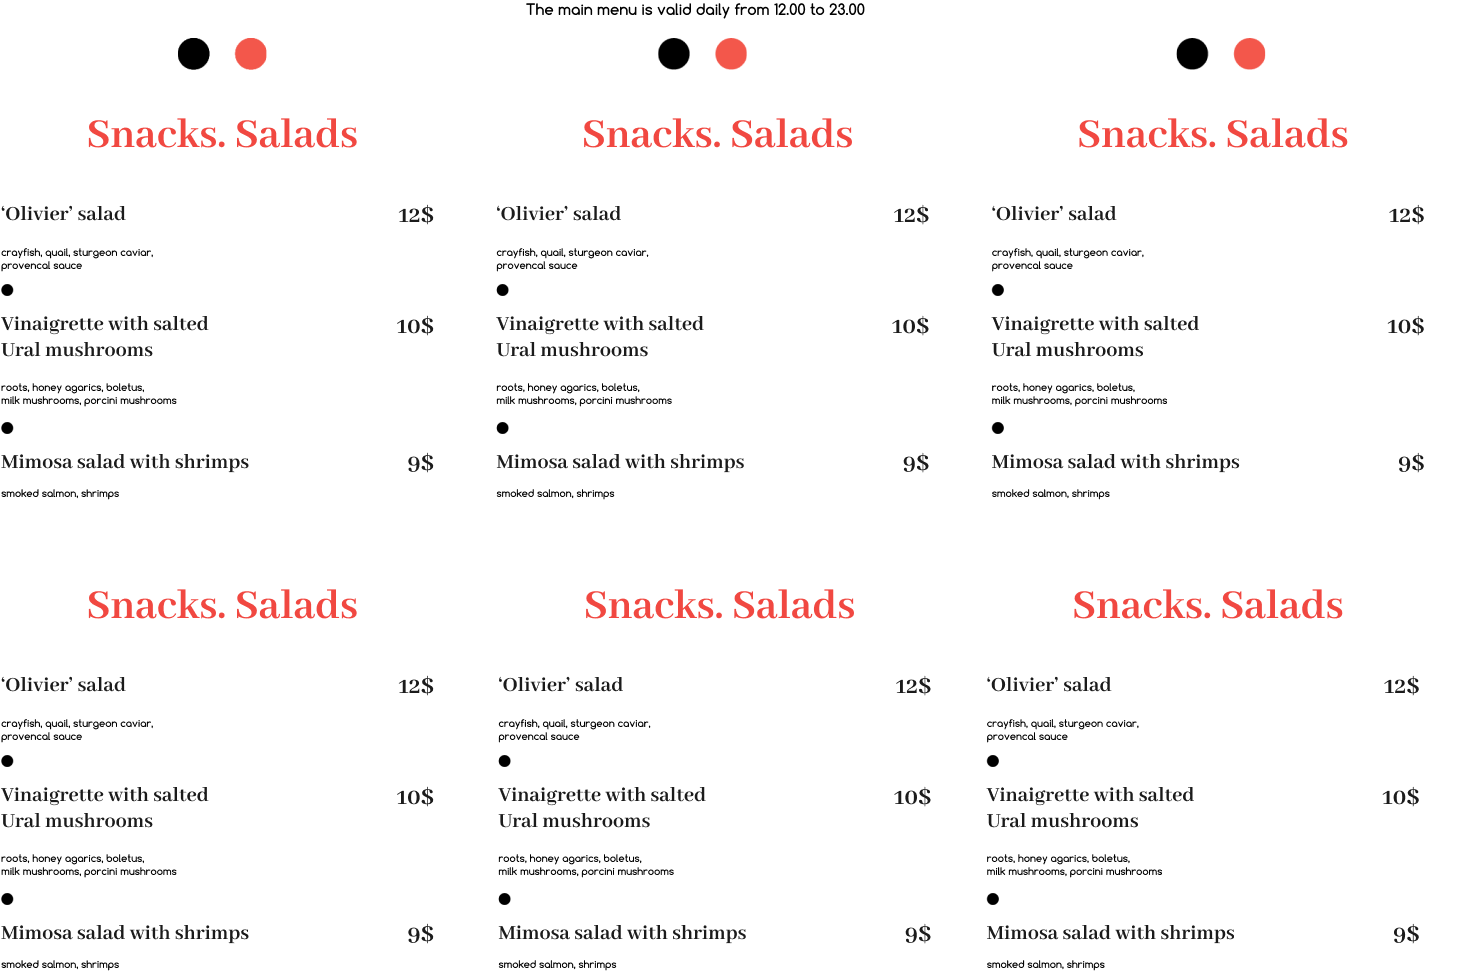 The main menu is valid daily from 12.00 to 23.00
Snacks. Salads
‘Olivier’ salad 12$
crayfish, quail, sturgeon caviar,
provencal sauce
Vinaigrette with salted 10$
Ural mushrooms
roots, honey agarics, boletus,
milk mushrooms, porcini mushrooms
Mimosa salad with shrimps 9$
smoked salmon, shrimps
Snacks. Salads
‘Olivier’ salad 12$
crayfish, quail, sturgeon caviar,
provencal sauce
Vinaigrette with salted 10$
Ural mushrooms
roots, honey agarics, boletus,
milk mushrooms, porcini mushrooms
Mimosa salad with shrimps 9$
smoked salmon, shrimps
Snacks. Salads
‘Olivier’ salad 12$
crayfish, quail, sturgeon caviar,
provencal sauce
Vinaigrette with salted 10$
Ural mushrooms
roots, honey agarics, boletus,
milk mushrooms, porcini mushrooms
Mimosa salad with shrimps 9$
smoked salmon, shrimps
Snacks. Salads
‘Olivier’ salad 12$
crayfish, quail, sturgeon caviar,
provencal sauce
Vinaigrette with salted 10$
Ural mushrooms
roots, honey agarics, boletus,
milk mushrooms, porcini mushrooms
Mimosa salad with shrimps 9$
smoked salmon, shrimps
Snacks. Salads
‘Olivier’ salad 12$
crayfish, quail, sturgeon caviar,
provencal sauce
Vinaigrette with salted 10$
Ural mushrooms
roots, honey agarics, boletus,
milk mushrooms, porcini mushrooms
Mimosa salad with shrimps 9$
smoked salmon, shrimps
Snacks. Salads
‘Olivier’ salad 12$
crayfish, quail, sturgeon caviar,
provencal sauce
Vinaigrette with salted 10$
Ural mushrooms
roots, honey agarics, boletus,
milk mushrooms, porcini mushrooms
Mimosa salad with shrimps 9$
smoked salmon, shrimps